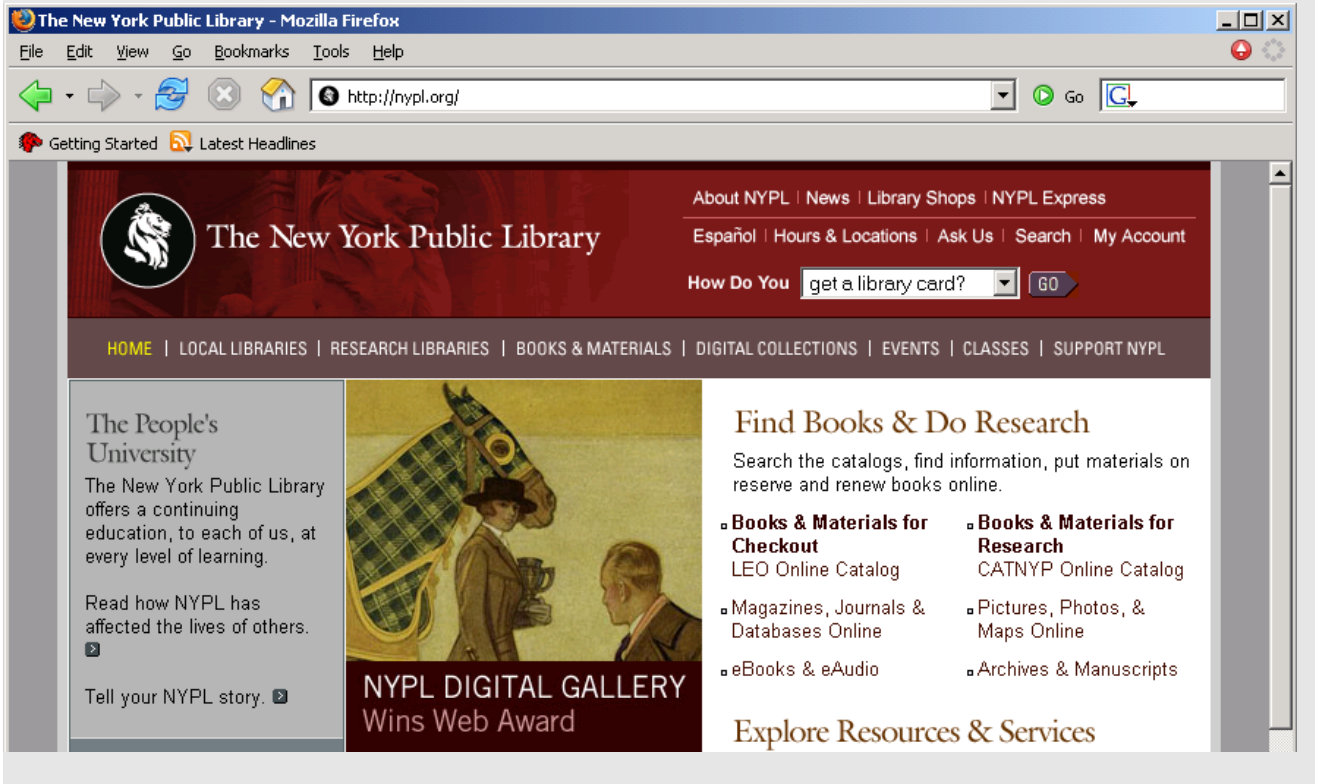 The New York Public Library - Mozilla Firefox
File Edit View Go Bookmarks Tools Help
http://nypl.org/
Go
G
Getting Started Latest Headlines
The New York Public Library
About NYPL | News | Library Shops | NYPL Express
Español | Hours & Locations | Ask Us | Search | My Account
How Do You get a library card? GO
HOME | LOCAL LIBRARIES | RESEARCH LIBRARIES | BOOKS & MATERIALS | DIGITAL COLLECTIONS | EVENTS | CLASSES | SUPPORT NYPL
The People's
University
The New York Public Library
offers a continuing
education, to each of us, at
every level of learning.
Read how NYPL has
affected the lives of others.
Tell your NYPL story.
NYPL DIGITAL GALLERY
Wins Web Award
Find Books & Do Research
Search the catalogs, find information, put materials on
reserve and renew books online.
Books & Materials for
Checkout
LEO Online Catalog
Magazines, Journals &
Databases Online
eBooks & eAudio
Books & Materials for
Research
CATNYP Online Catalog
Pictures, Photos, &
Maps Online
Archives & Manuscripts
Explore Resources & Services